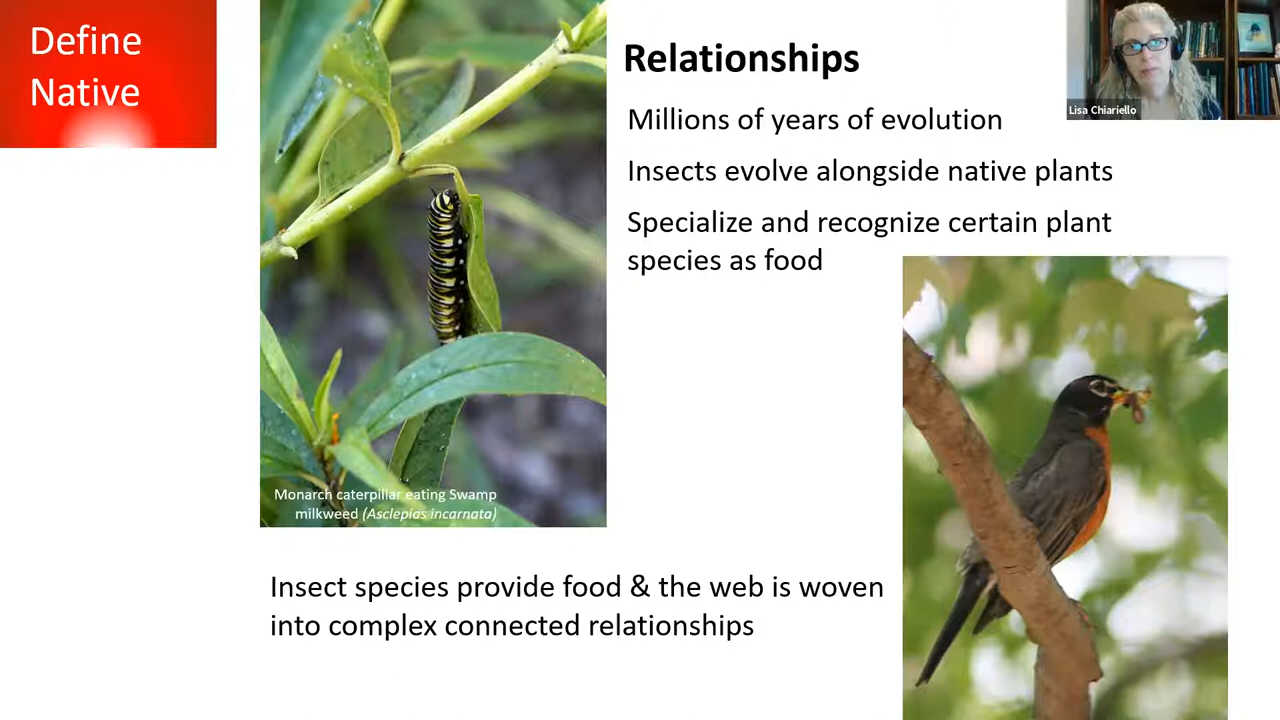 Define
Native
Relationships
Lisa Chiariello
Millions of years of evolution
Insects evolve alongside native plants
Specialize and recognize certain plant
species as food
Monarch caterpillar eating Swamp
milkweed (Asclepias incarnata)
Insect species provide food & the web is woven
into complex connected relationships